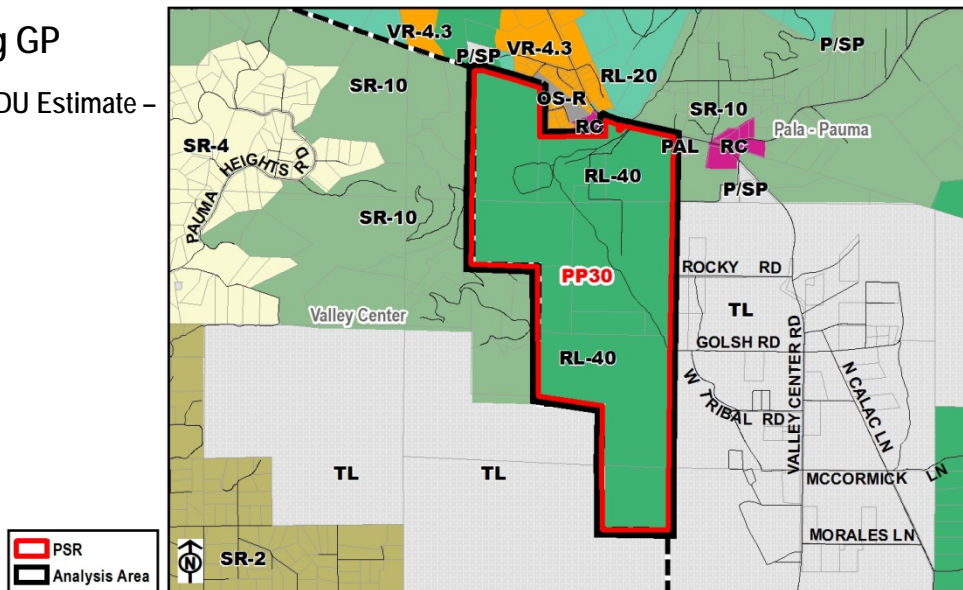 g GP
DU Estimate –
VR-4.3
P/SP
VR-4.3
P/SP
SR-10
RL-20
OS-R
SR-10
RC
Pala - Pauma
SR-4
PAL
RC
PAUMA HEIGHTS RD
RL-40
P/SP
SR-10
PP30
ROCKY RD
TL
Valley Center
GOLSH RD
RL-40
W TRIBAL RD
VALLEY CENTER RD
N CALAC LN
TL
TL
MCCORMICK LN
MORALES LN
SR-2
PSR
Analysis Area
N